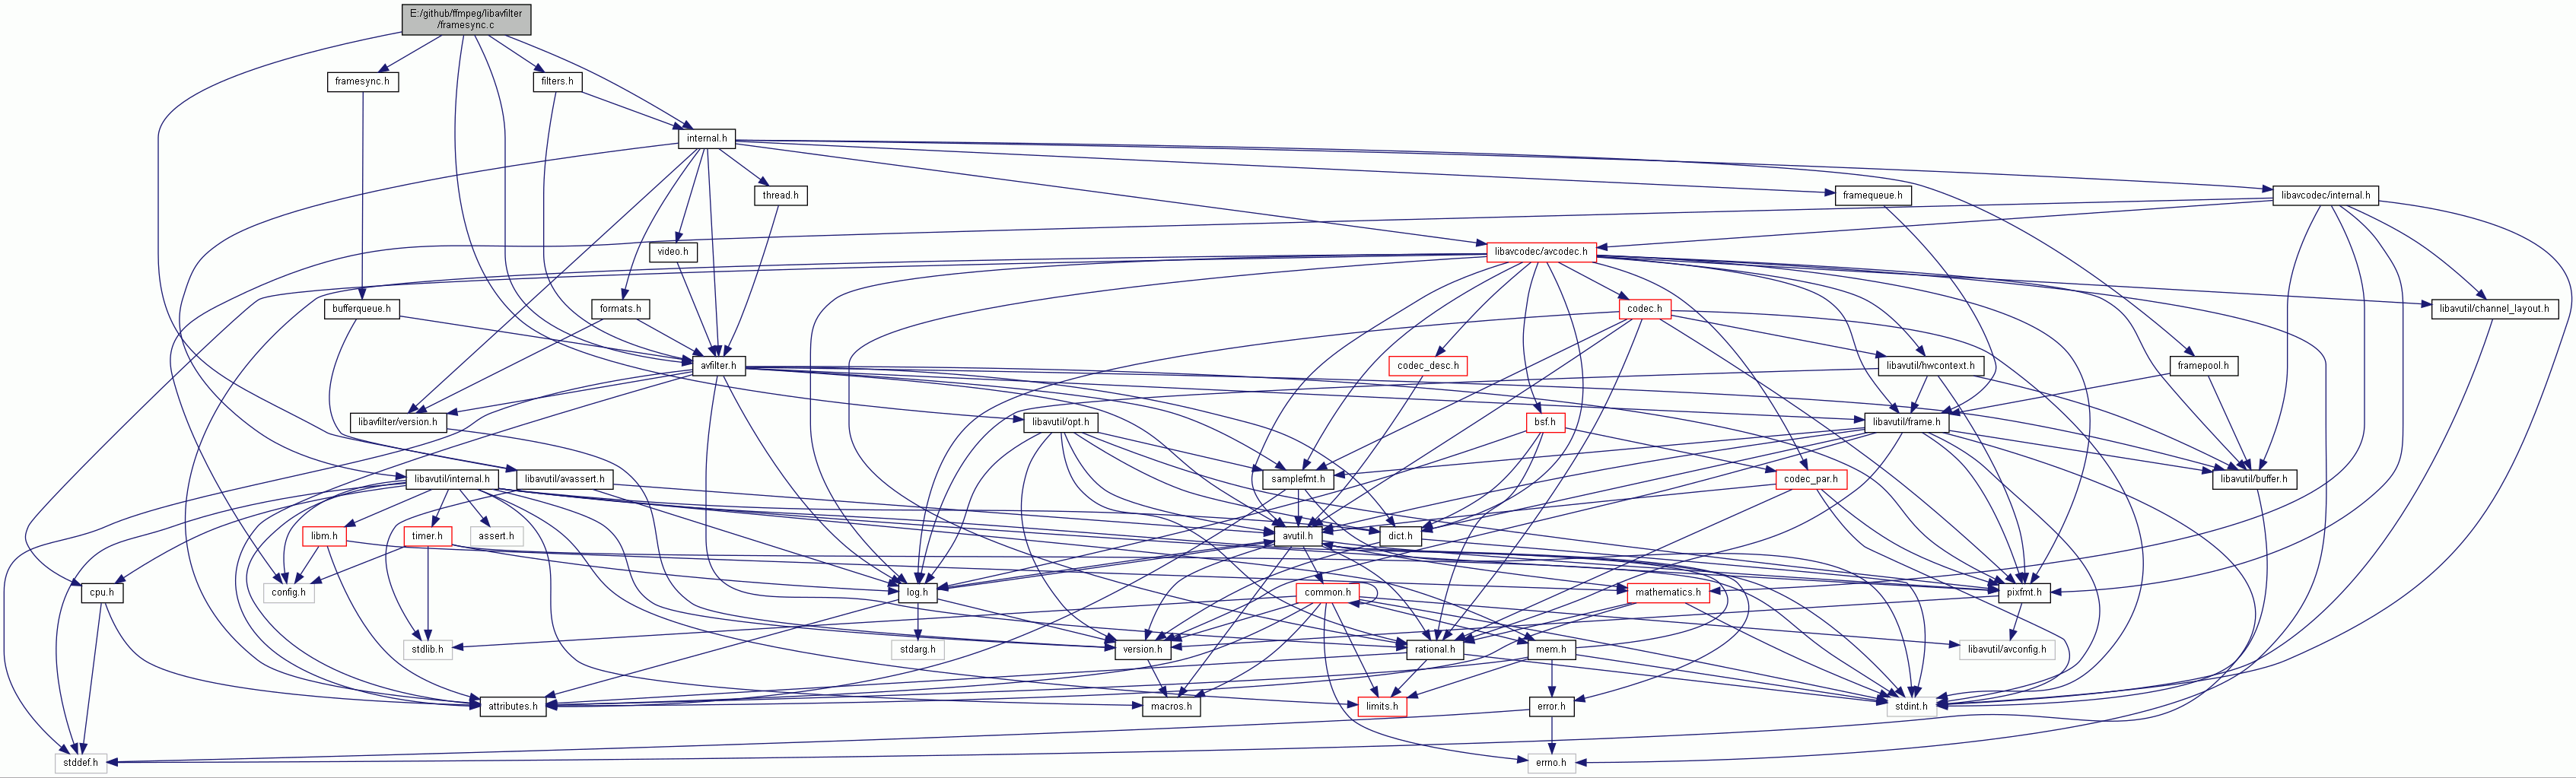 E:/github/ffmpeg/libavfilter
/framesync.c
framesync.h
filters.h
internal.h
thread.h
framequeue.h
libavcodec/internal.h
video.h
libavcodec/avcodec.h
bufferqueue.h
formats.h
codec.h
libavutil/channel_layout.h
avfilter.h
codec_desc.h
libavutil/hwcontext.h
framepool.h
libavfilter/version.h
libavutil/opt.h
bsf.h
libavutil/frame.h
libavutil/internal.h
libavutil/avassert.h
samplefmt.h
codec_par.h
libavutil/buffer.h
libm.h
timer.h
assert.h
avutil.h
dict.h
cpu.h
config.h
log.h
common.h
mathematics.h
pixfmt.h
stdlib.h
stdarg.h
version.h
rational.h
mem.h
libavutil/avconfig.h
attributes.h
macros.h
limits.h
error.h
stdint.h
stddef.h
errno.h